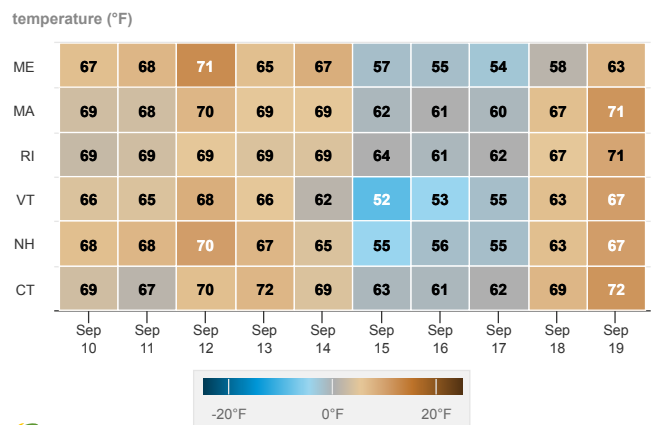 temperature (°F)
ME 67 68 71 65 67 57 55 54 58 63
MA 69 68 70 69 69 62 61 60 67 71
RI 69 69 69 69 69 64 61 62 67 71
VT 66 65 68 66 62 52 53 55 63 67
NH 68 68 70 67 65 55 56 55 63 67
CT 69 67 70 72 69 63 61 62 69 72
Sep Sep Sep Sep Sep Sep Sep Sep Sep Sep
10 11 12 13 14 15 16 17 18 19
-20°F 0°F 20°F